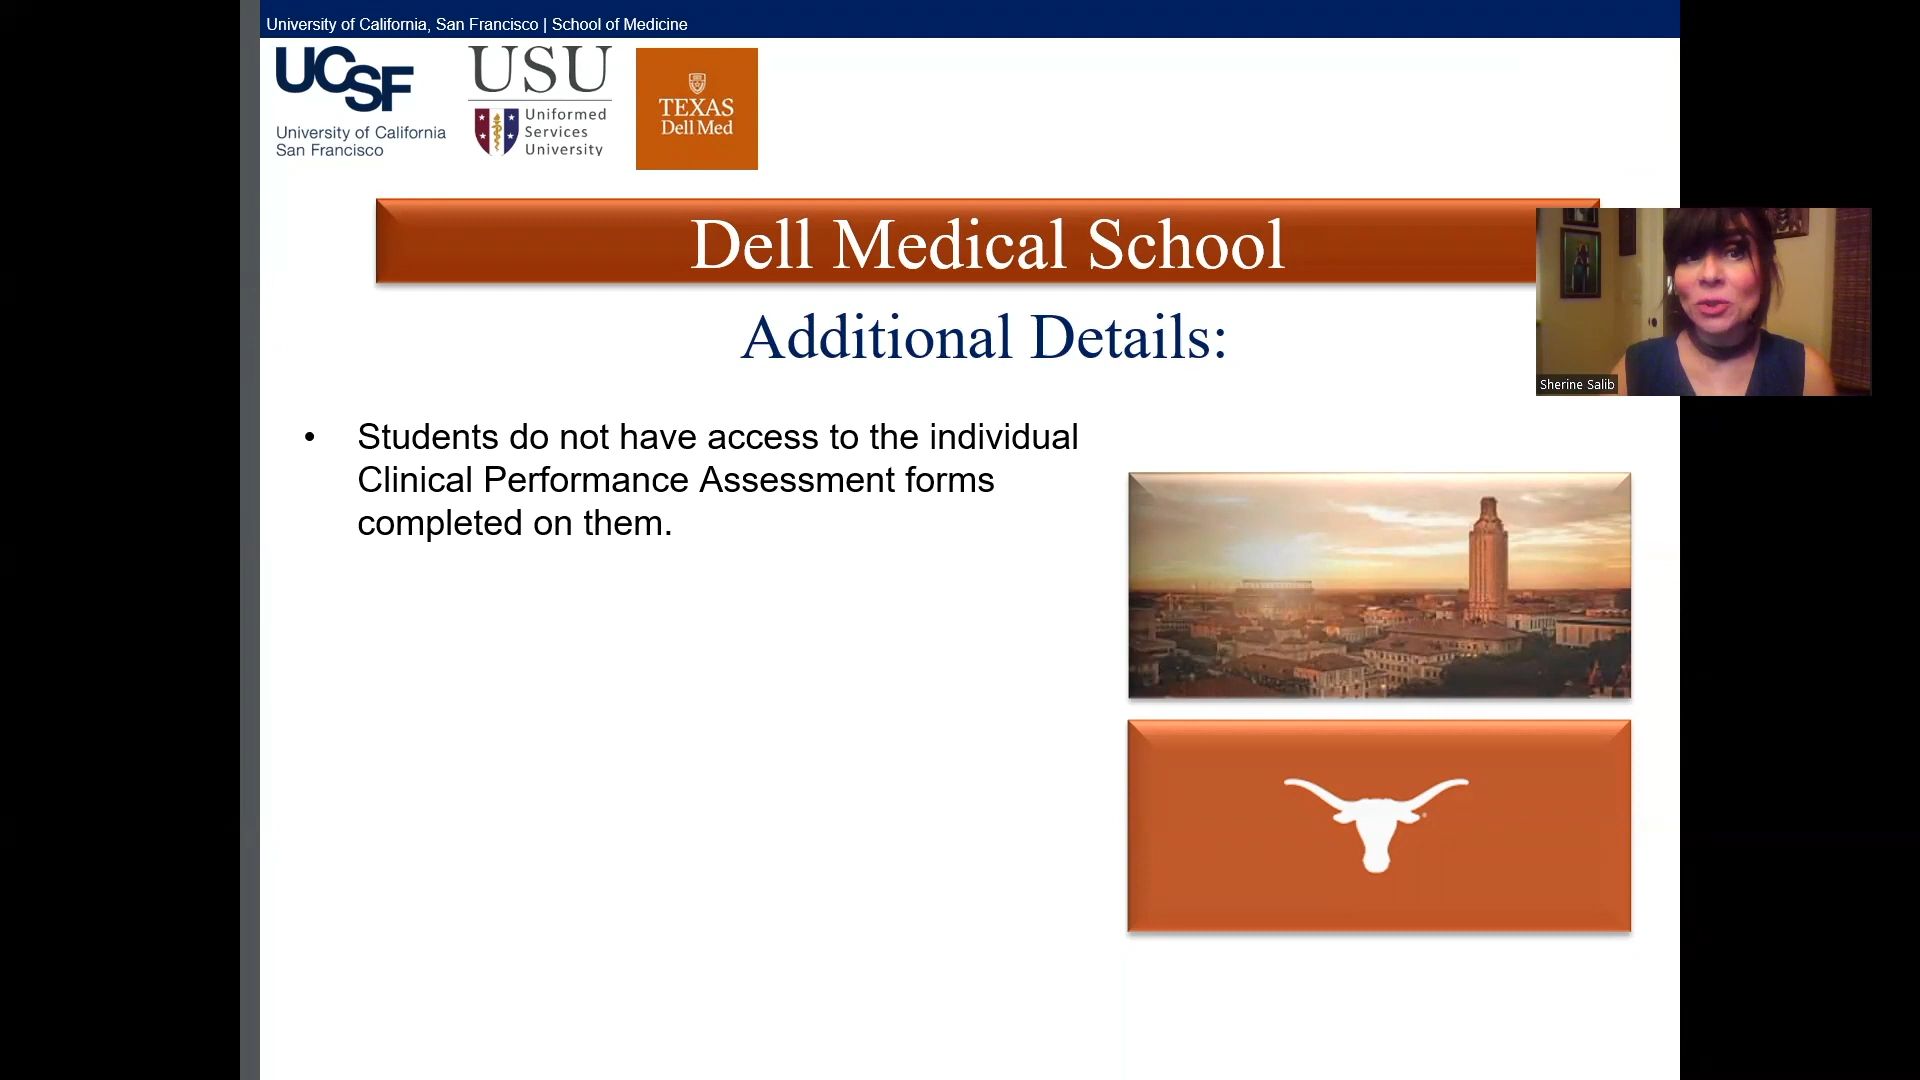 University of California, San Francisco | School of Medicine
UCSF
University of California
San Francisco
USU
Uniformed
Services
University
TEXAS
Dell Med
Dell Medical School
Additional Details:
Sherine Salib
• Students do not have access to the individual
Clinical Performance Assessment forms
completed on them.